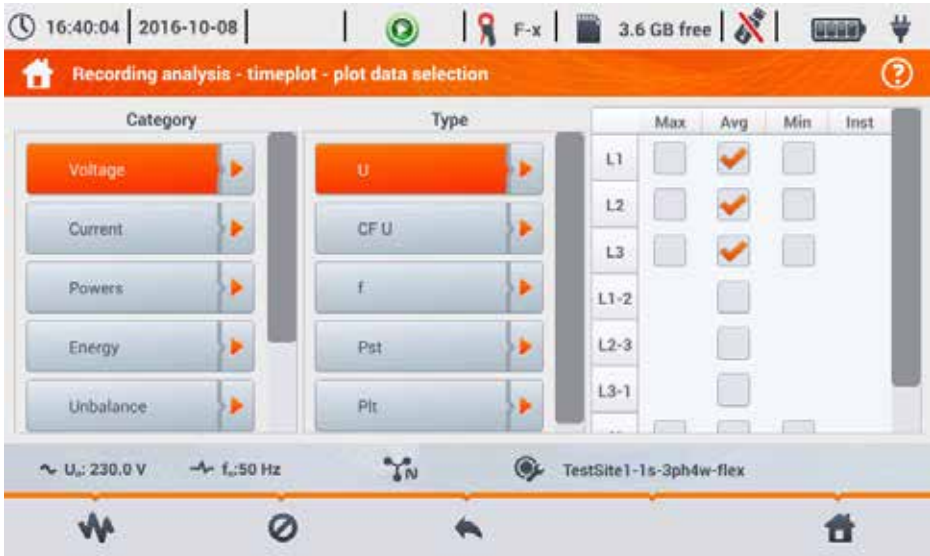 16:40:04 2016-10-08 F-x 3.6 GB free
Recording analysis - timeplot - plot data selection ?
Category Type Max Avg Min Inst
Voltage U L1
Current CF U L2
Powers f L3
Energy Pst L1-2
Unbalance Plt L2-3
L3-1
Uₙ: 230.0 V fₙ:50 Hz N TestSite1-1s-3ph4w-flex